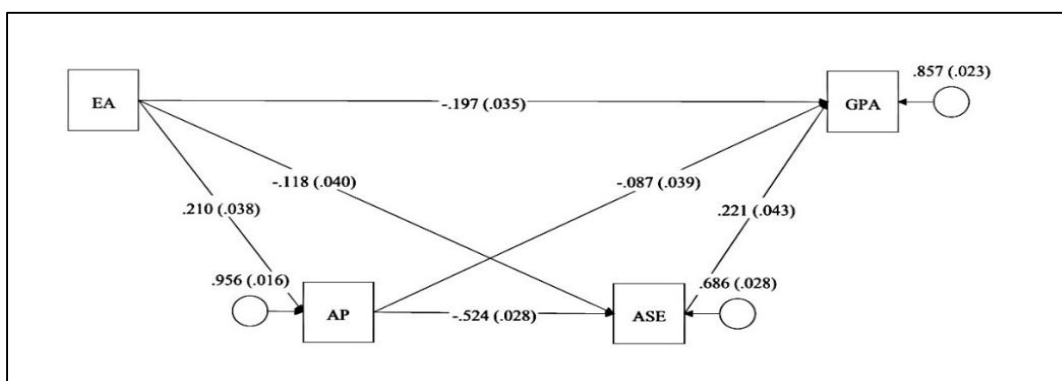 .857 (.023)
EA
-.197 (.035)
GPA
-.118 (.040)
-.087 (.039)
.210 (.038)
.221 (.043)
.956 (.016)
.686 (.028)
AP
-.524 (.028)
ASE